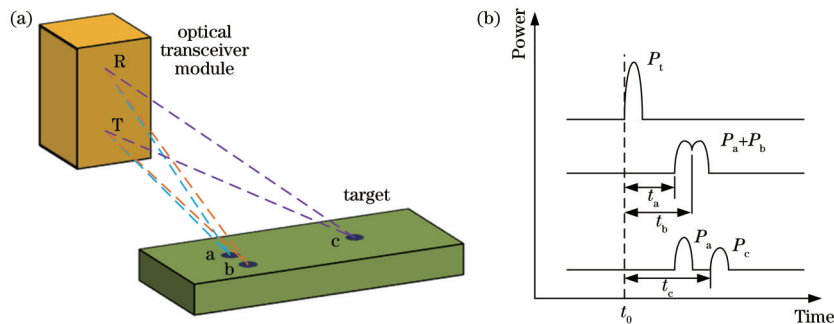 (a)
optical
transceiver
module
R
T
target
a
b
c
(b)
Power
P_t
P_a+P_b
t_a
t_b
P_a
P_c
t_c
t_0
Time